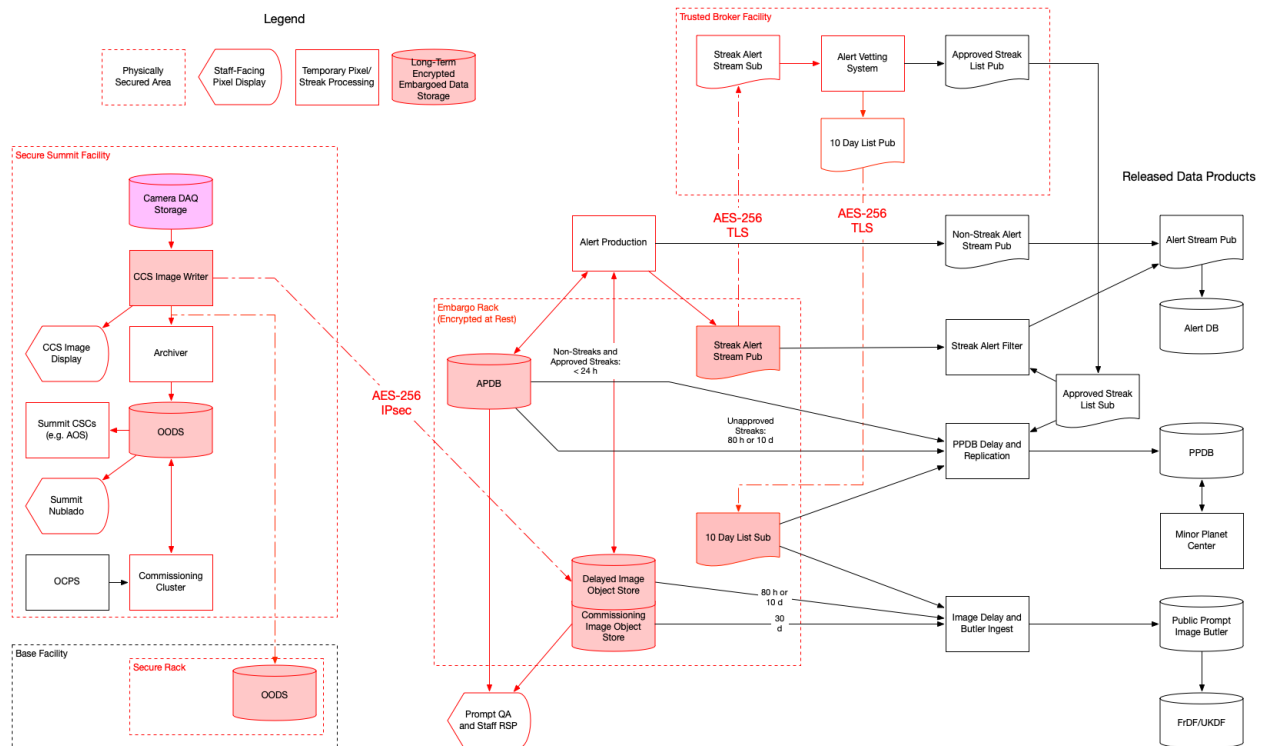 Legend
Physically
Secured Area
Staff-Facing
Pixel Display
Temporary Pixel/
Streak Processing
Long-Term
Encrypted
Embargoed Data
Storage
Trusted Broker Facility
Streak Alert
Stream Sub
Alert Vetting
System
Approved Streak
List Pub
10 Day List Pub
Secure Summit Facility
Camera DAQ
Storage
CCS Image Writer
CCS Image
Display
Archiver
Summit CSCs
(e.g. AOS)
OODS
Summit
Nublado
OCPS
Commissioning
Cluster
Base Facility
Secure Rack
OODS
AES-256
IPsec
AES-256
TLS
AES-256
TLS
Alert Production
Embargo Rack
(Encrypted at Rest)
Non-Streaks and
Approved Streaks:
< 24 h
Streak Alert
Stream Pub
APDB
Unapproved
Streaks:
80 h or 10 d
10 Day List Sub
Delayed Image
Object Store
Commissioning
Image Object
Store
80 h or
10 d
30
d
Prompt QA
and Staff RSP
Released Data Products
Non-Streak Alert
Stream Pub
Alert Stream Pub
Alert DB
Streak Alert Filter
Approved Streak
List Sub
PPDB Delay and
Replication
PPDB
Minor Planet
Center
Image Delay and
Butler Ingest
Public Prompt
Image Butler
FrDF/UKDF